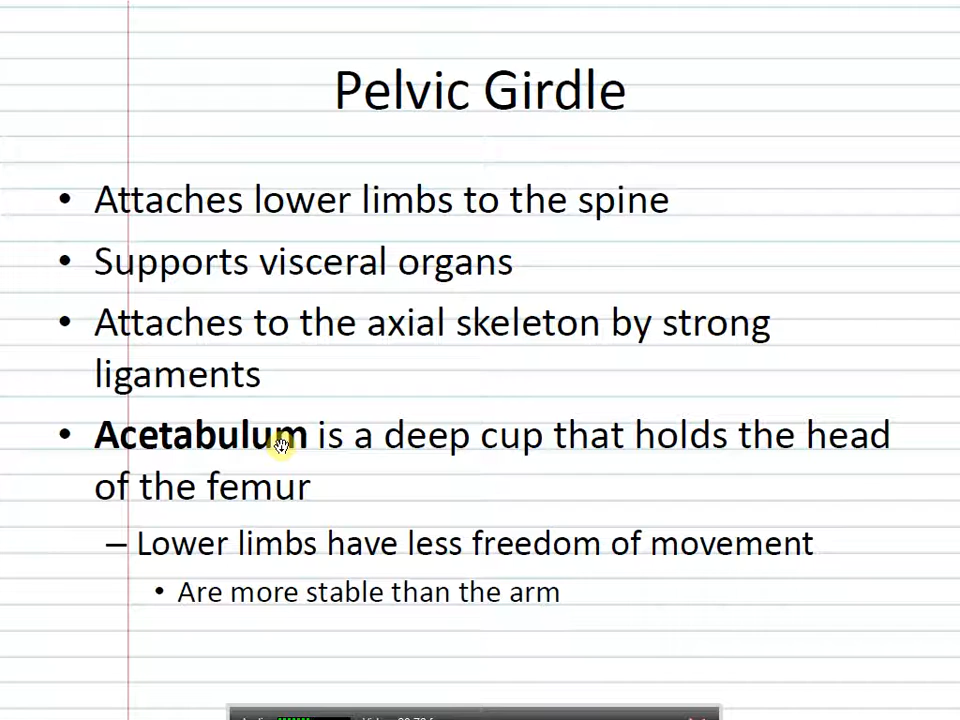 Pelvic Girdle
• Attaches lower limbs to the spine
• Supports visceral organs
• Attaches to the axial skeleton by strong
ligaments
• Acetabulum is a deep cup that holds the head
of the femur
– Lower limbs have less freedom of movement
• Are more stable than the arm